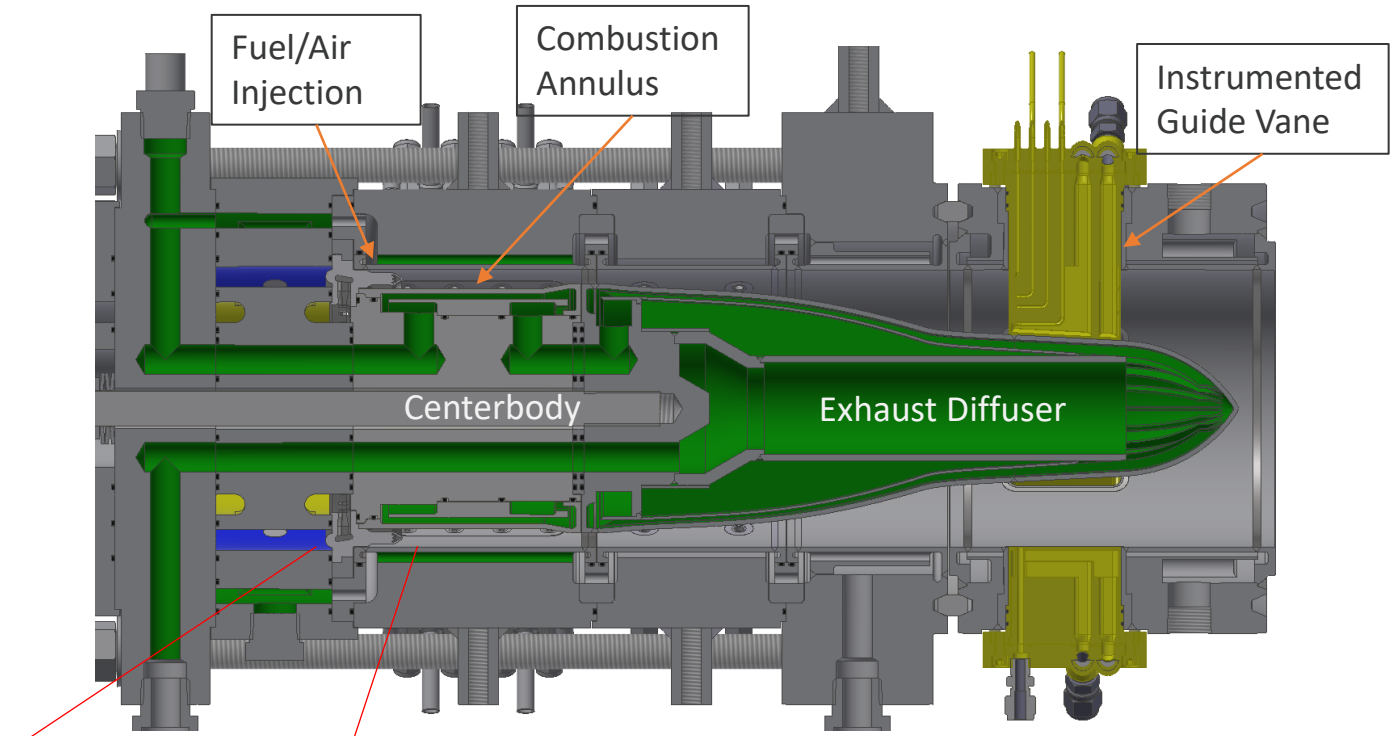 Fuel/Air
Injection
Combustion
Annulus
Instrumented
Guide Vane
Centerbody
Exhaust Diffuser